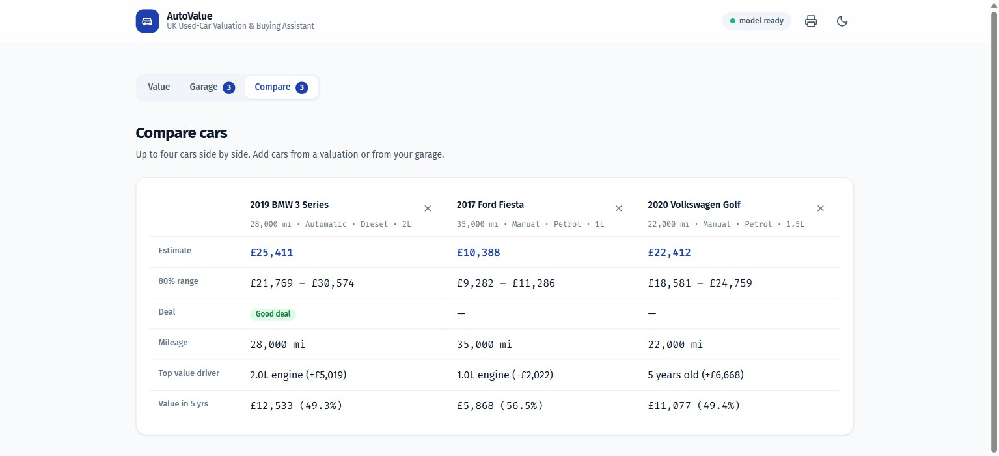 AutoValue
UK Used-Car Valuation & Buying Assistant
model ready
Value Garage 3 Compare 3
Compare cars
Up to four cars side by side. Add cars from a valuation or from your garage.
2019 BMW 3 Series 2017 Ford Fiesta 2020 Volkswagen Golf
28,000 mi · Automatic · Diesel · 2L 35,000 mi · Manual · Petrol · 1L 22,000 mi · Manual · Petrol · 1.5L
Estimate £25,411 £10,388 £22,412
80% range £21,769 – £30,574 £9,282 – £11,286 £18,581 – £24,759
Deal Good deal — —
Mileage 28,000 mi 35,000 mi 22,000 mi
Top value driver 2.0L engine (+£5,019) 1.0L engine (−£2,022) 5 years old (+£6,668)
Value in 5 yrs £12,533 (49.3%) £5,868 (56.5%) £11,077 (49.4%)